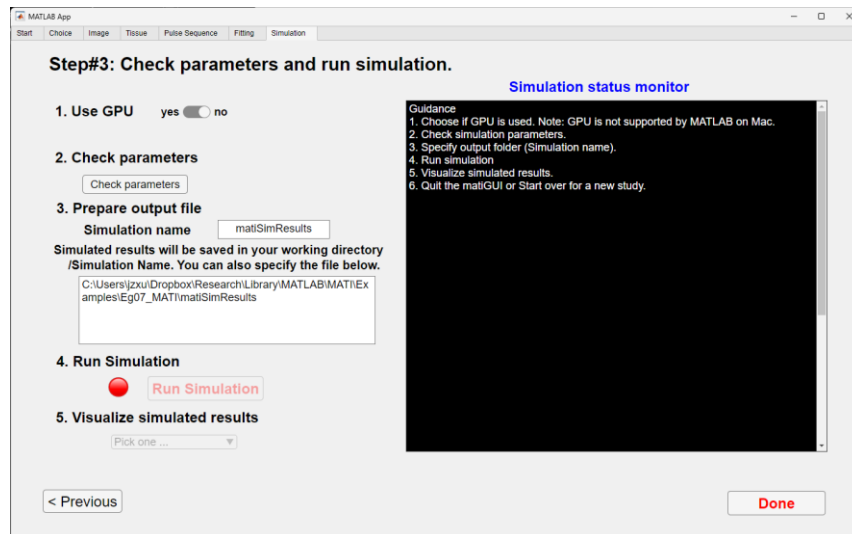 MATLAB App
Start Choice Image Tissue Pulse Sequence Fitting Simulation
Step#3: Check parameters and run simulation.
1. Use GPU yes no
2. Check parameters
Check parameters
3. Prepare output file
Simulation name matiSimResults
Simulated results will be saved in your working directory
/Simulation Name. You can also specify the file below.
C:\Users\jzxu\Dropbox\Research\Library\MATLAB\MATI\Ex
amples\Eg07_MATI\matiSimResults
4. Run Simulation
Run Simulation
5. Visualize simulated results
Pick one ...
< Previous
Simulation status monitor
Guidance
1. Choose if GPU is used. Note: GPU is not supported by MATLAB on Mac.
2. Check simulation parameters.
3. Specify output folder (Simulation name).
4. Run simulation
5. Visualize simulated results.
6. Quit the matiGUI or Start over for a new study.
Done